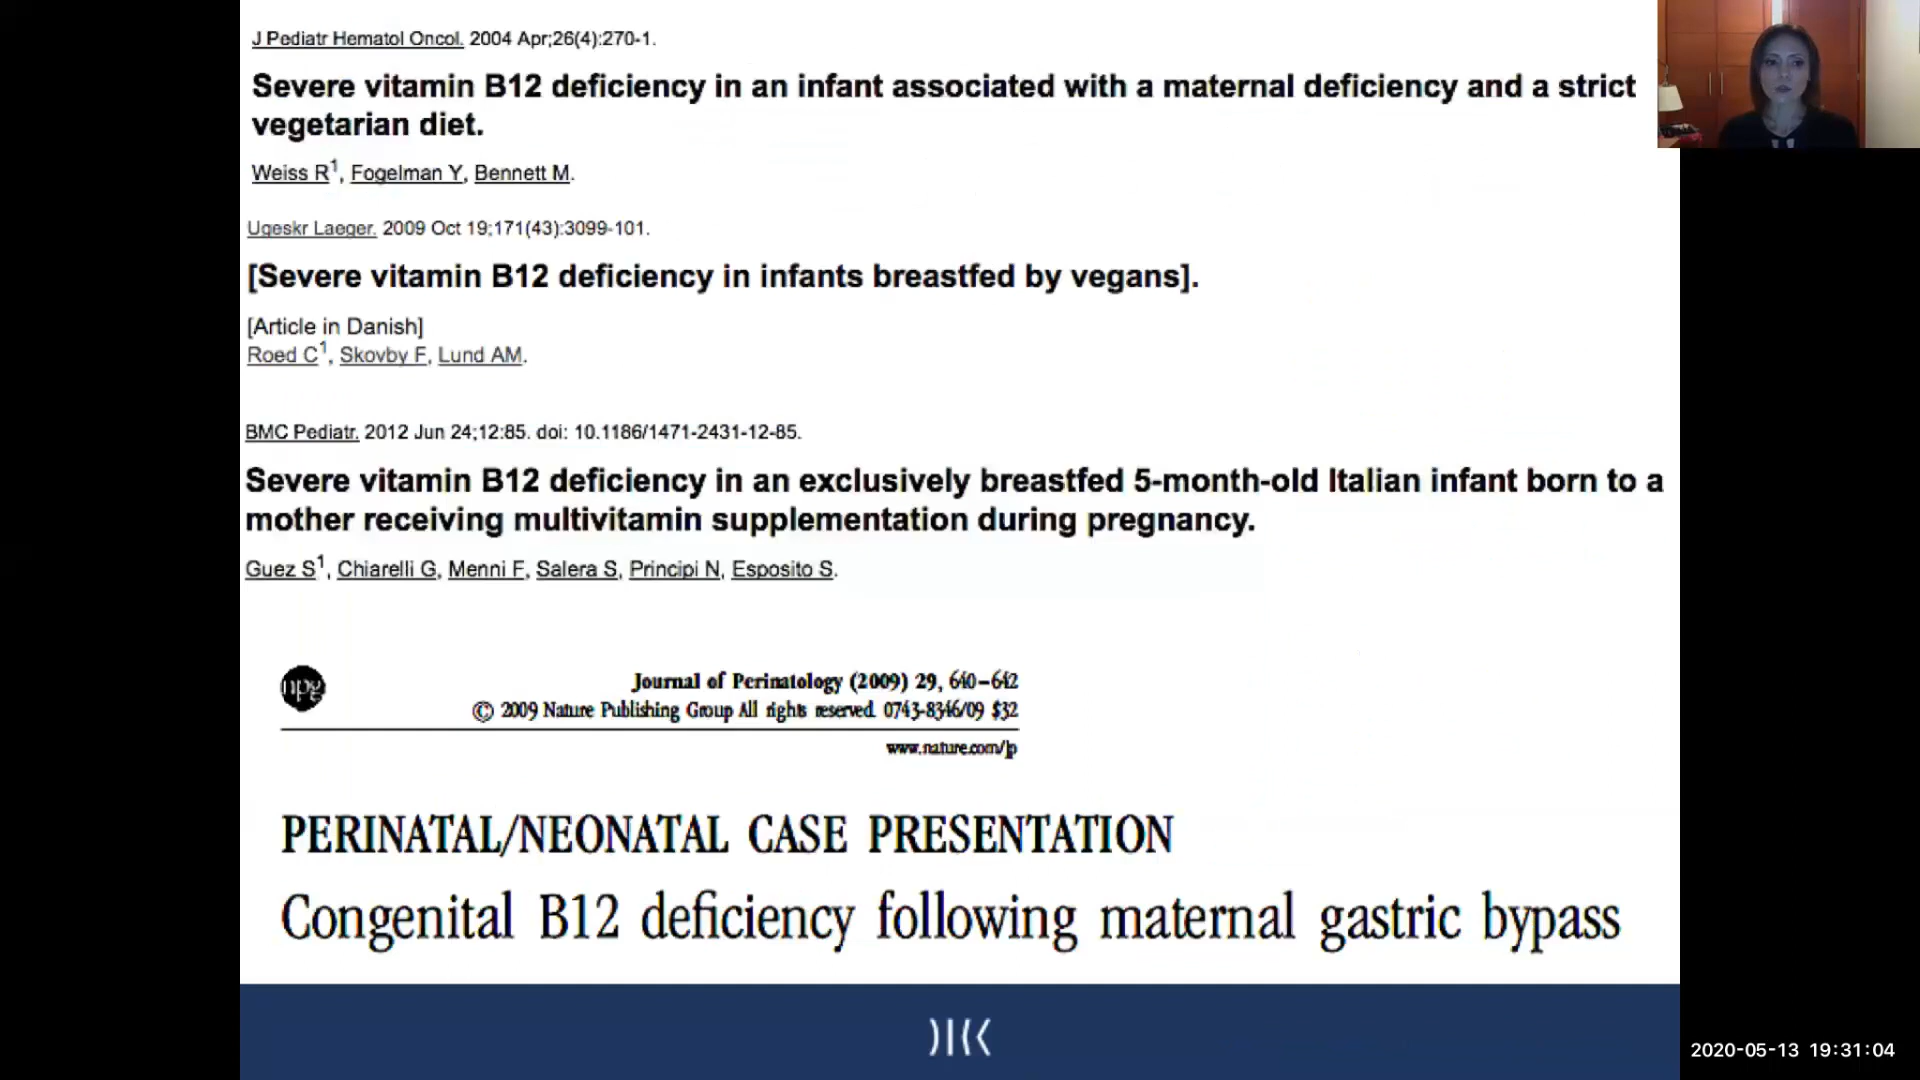 J Pediatr Hematol Oncol. 2004 Apr;26(4):270-1.
Severe vitamin B12 deficiency in an infant associated with a maternal deficiency and a strict
vegetarian diet.
Weiss R1, Fogelman Y, Bennett M.
Ugeskr Laeger. 2009 Oct 19;171(43):3099-101.
[Severe vitamin B12 deficiency in infants breastfed by vegans].
[Article in Danish]
Roed C1, Skovby F, Lund AM.
BMC Pediatr. 2012 Jun 24;12:85. doi: 10.1186/1471-2431-12-85.
Severe vitamin B12 deficiency in an exclusively breastfed 5-month-old Italian infant born to a
mother receiving multivitamin supplementation during pregnancy.
Guez S1, Chiarelli G, Menni F, Salera S, Principi N, Esposito S.
npg
Journal of Perinatology (2009) 29, 640–642
© 2009 Nature Publishing Group All rights reserved. 0743-8346/09 $32
www.nature.com/jp
PERINATAL/NEONATAL CASE PRESENTATION
Congenital B12 deficiency following maternal gastric bypass
2020-05-13 19:31:04